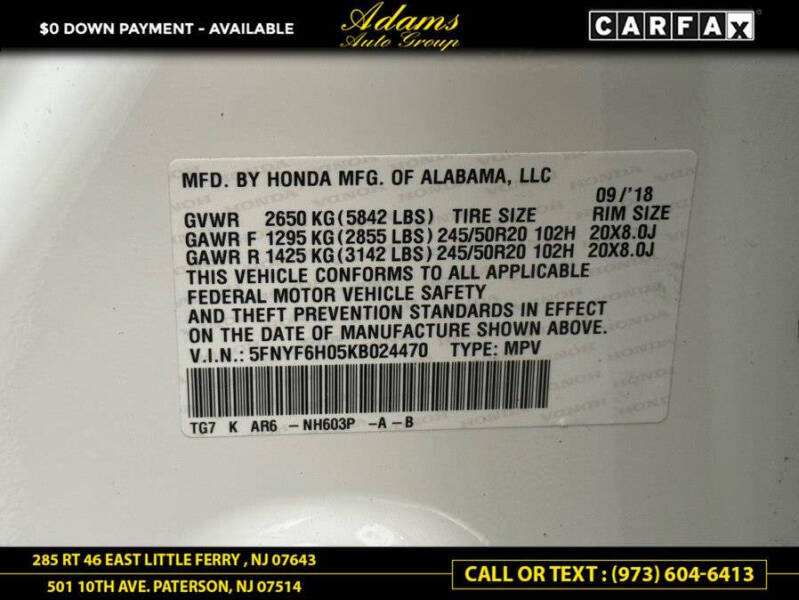 $0 DOWN PAYMENT - AVAILABLE
Adams
Auto Group
CARFAX
MFD. BY HONDA MFG. OF ALABAMA, LLC
09/'18
GVWR 2650 KG(5842 LBS) TIRE SIZE RIM SIZE
GAWR F 1295 KG(2855 LBS) 245/50R20 102H 20X8.0J
GAWR R 1425 KG(3142 LBS) 245/50R20 102H 20X8.0J
THIS VEHICLE CONFORMS TO ALL APPLICABLE
FEDERAL MOTOR VEHICLE SAFETY
AND THEFT PREVENTION STANDARDS IN EFFECT
ON THE DATE OF MANUFACTURE SHOWN ABOVE.
V.I.N.: 5FNYF6H05KB024470 TYPE: MPV
TG7 K AR6 -NH603P -A-B
285 RT 46 EAST LITTLE FERRY , NJ 07643
501 10TH AVE. PATERSON, NJ 07514
CALL OR TEXT : (973) 604-6413